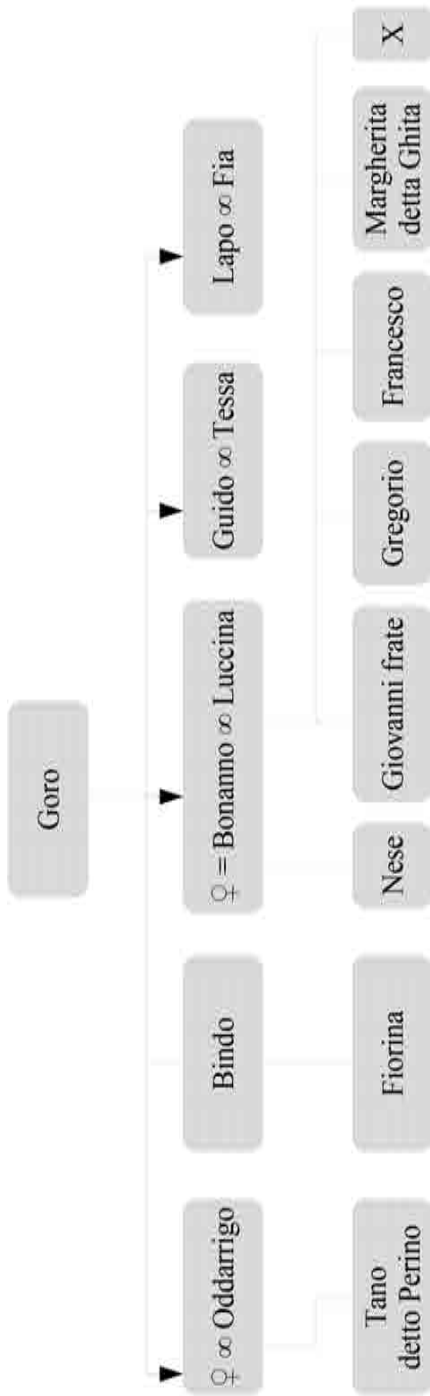 Goro
♀ ∞ Oddarrigo
Bindo
♀ = Bonanno ∞ Luccina
Guido ∞ Tessa
Lapo ∞ Fia
Tano
detto Perino
Fiorina
Nese
Giovanni frate
Gregorio
Francesco
Margherita
detta Ghita
X